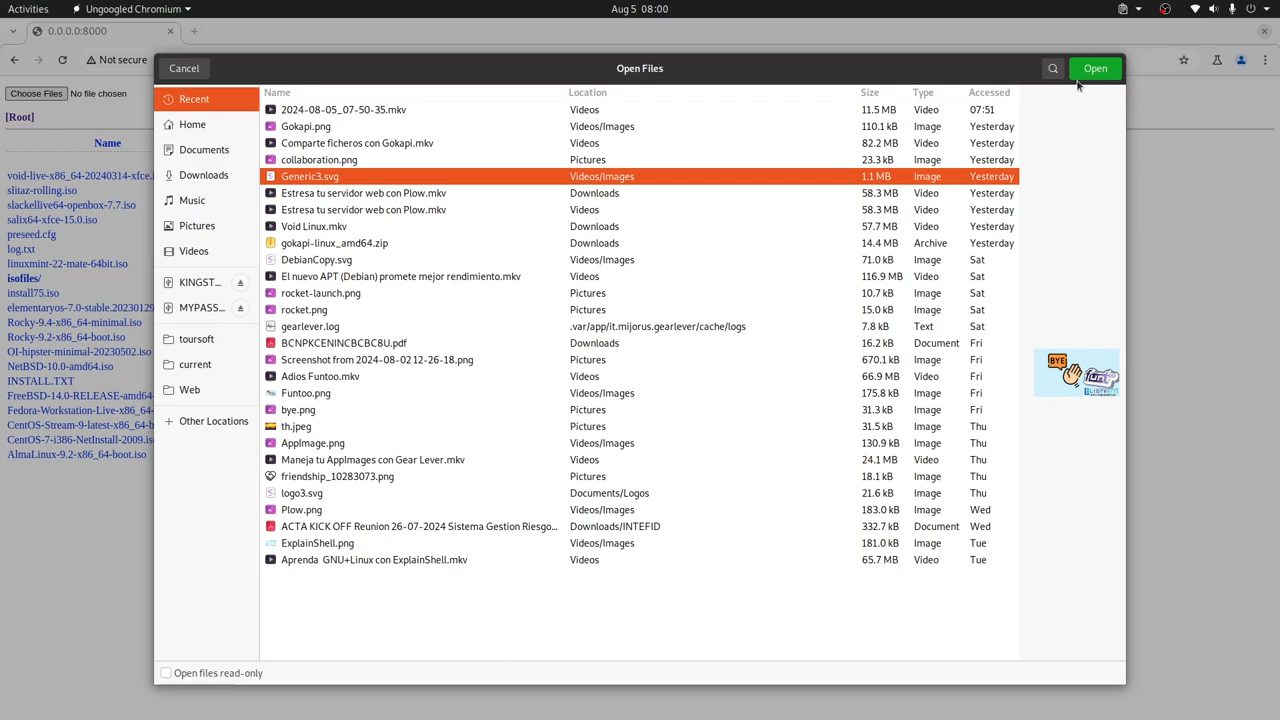 Activities
Ungoogled Chromium
Aug 5 08:00
0.0.0.0:8000
Not secure
Choose Files No file chosen
[Root]
Name
void-live-x86_64-20240314-xfce.
slitaz-rolling.iso
slackellive64-openbox-7.7.iso
salix64-xfce-15.0.iso
preseed.cfg
log.txt
linuxmint-22-mate-64bit.iso
isofiles/
install75.iso
elementaryos-7.0-stable.20230129
Rocky-9.4-x86_64-minimal.iso
Rocky-9.2-x86_64-boot.iso
OI-hipster-minimal-20230502.iso
NetBSD-10.0-amd64.iso
INSTALL.TXT
FreeBSD-14.0-RELEASE-amd64-
Fedora-Workstation-Live-x86_64-
CentOS-Stream-9-latest-x86_64-b
CentOS-7-i386-NetInstall-2009.iso
AlmaLinux-9.2-x86_64-boot.iso
Cancel
Open Files
Open
Recent
Home
Documents
Downloads
Music
Pictures
Videos
KINGST...
MYPASS...
toursoft
current
Web
Other Locations
Name Location Size Type Accessed
2024-08-05_07-50-35.mkv Videos 11.5 MB Video 07:51
Gokapi.png Videos/Images 110.1 kB Image Yesterday
Comparte ficheros con Gokapi.mkv Videos 82.2 MB Video Yesterday
collaboration.png Pictures 23.3 kB Image Yesterday
Generic3.svg Videos/Images 1.1 MB Image Yesterday
Estresa tu servidor web con Plow.mkv Downloads 58.3 MB Video Yesterday
Estresa tu servidor web con Plow.mkv Videos 58.3 MB Video Yesterday
Void Linux.mkv Downloads 57.7 MB Video Yesterday
gokapi-linux_amd64.zip Downloads 14.4 MB Archive Yesterday
DebianCopy.svg Videos/Images 71.0 kB Image Sat
El nuevo APT (Debian) promete mejor rendimiento.mkv Videos 116.9 MB Video Sat
rocket-launch.png Pictures 10.7 kB Image Sat
rocket.png Pictures 15.0 kB Image Sat
gearlever.log .var/app/it.mijorus.gearlever/cache/logs 7.8 kB Text Sat
BCNPKCENINCBCBC8U.pdf Downloads 16.2 kB Document Fri
Screenshot from 2024-08-02 12-26-18.png Pictures 670.1 kB Image Fri
Adios Funtoo.mkv Videos 66.9 MB Video Fri
Funtoo.png Videos/Images 175.8 kB Image Fri
bye.png Pictures 31.3 kB Image Fri
th.jpeg Pictures 31.5 kB Image Thu
AppImage.png Videos/Images 130.9 kB Image Thu
Maneja tu AppImages con Gear Lever.mkv Videos 24.1 MB Video Thu
friendship_10283073.png Pictures 18.1 kB Image Thu
logo3.svg Documents/Logos 21.6 kB Image Thu
Plow.png Videos/Images 183.0 kB Image Wed
ACTA KICK OFF Reunion 26-07-2024 Sistema Gestion Riesgo... Downloads/INTEFID 332.7 kB Document Wed
ExplainShell.png Videos/Images 181.0 kB Image Tue
Aprenda GNU+Linux con ExplainShell.mkv Videos 65.7 MB Video Tue
BYE
Open files read-only